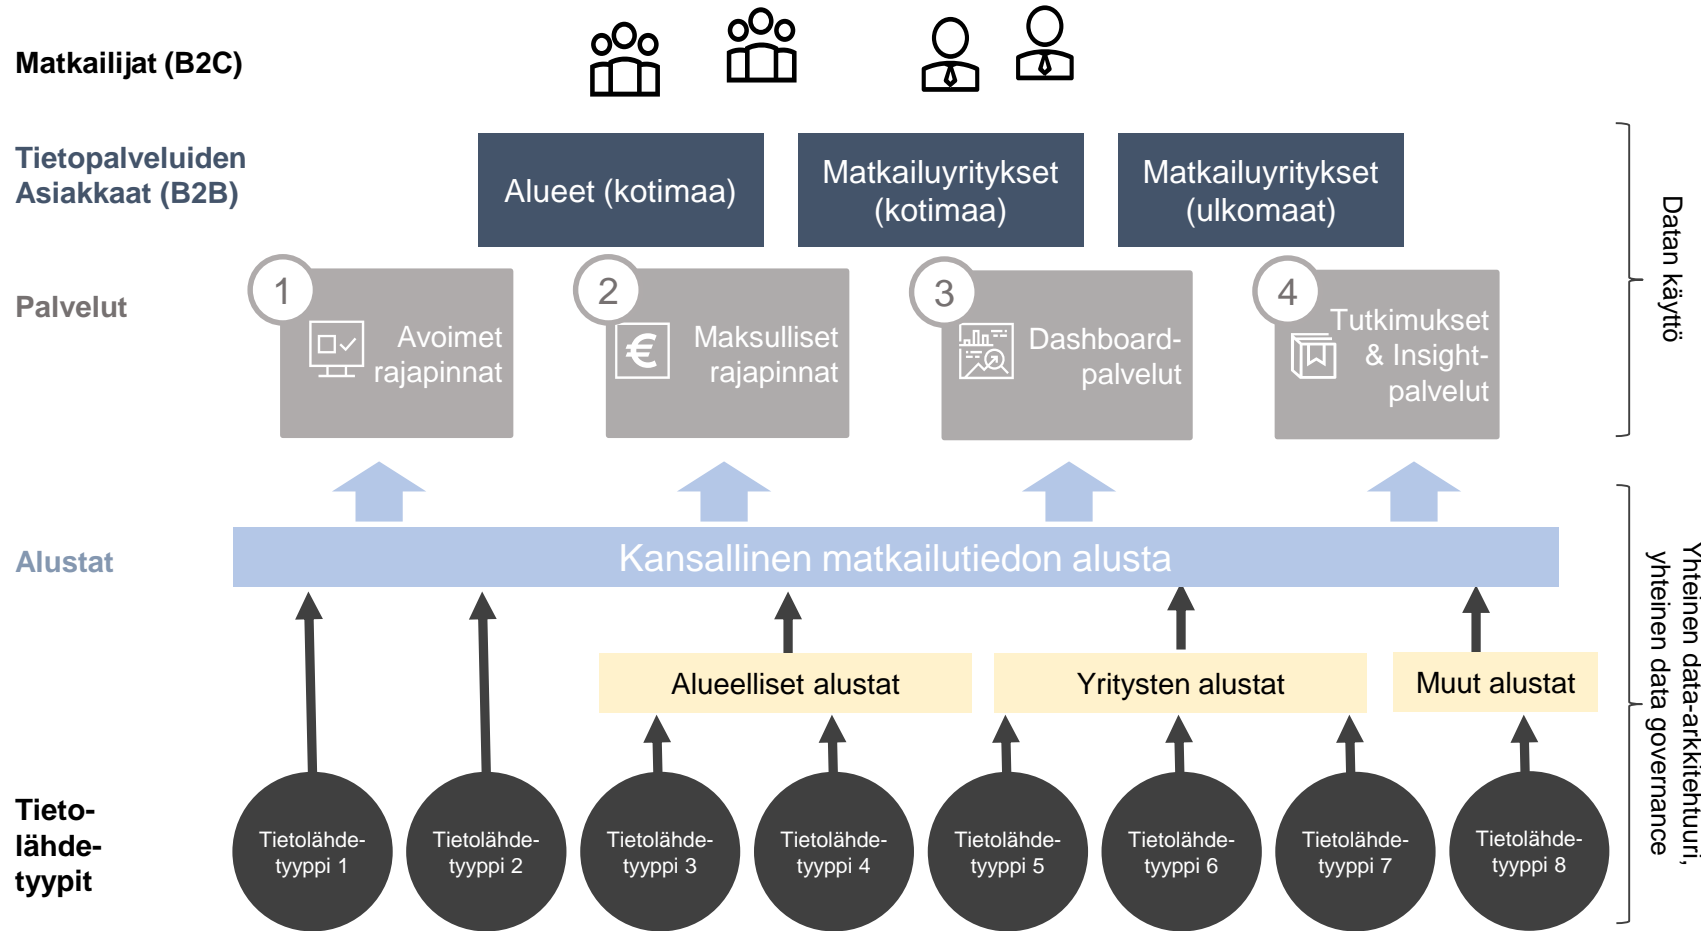 Matkailijat (B2C)
Tietopalveluiden
Asiakkaat (B2B)
Alueet (kotimaa)
Matkailuyritykset
(kotimaa)
Matkailuyritykset
(ulkomaat)
Datan käyttö
Palvelut
1
Avoimet
rajapinnat
2
€
Maksulliset
rajapinnat
3
Dashboard-
palvelut
4
Tutkimukset
& Insight-
palvelut
Alustat
Kansallinen matkailutiedon alusta
Alueelliset alustat
Yritysten alustat
Muut alustat
Yhteinen data-arkkitehtuuri,
yhteinen data governance
Tieto-
lähde-
tyypit
Tietolähde-
tyyppi 1
Tietolähde-
tyyppi 2
Tietolähde-
tyyppi 3
Tietolähde-
tyyppi 4
Tietolähde-
tyyppi 5
Tietolähde-
tyyppi 6
Tietolähde-
tyyppi 7
Tietolähde-
tyyppi 8